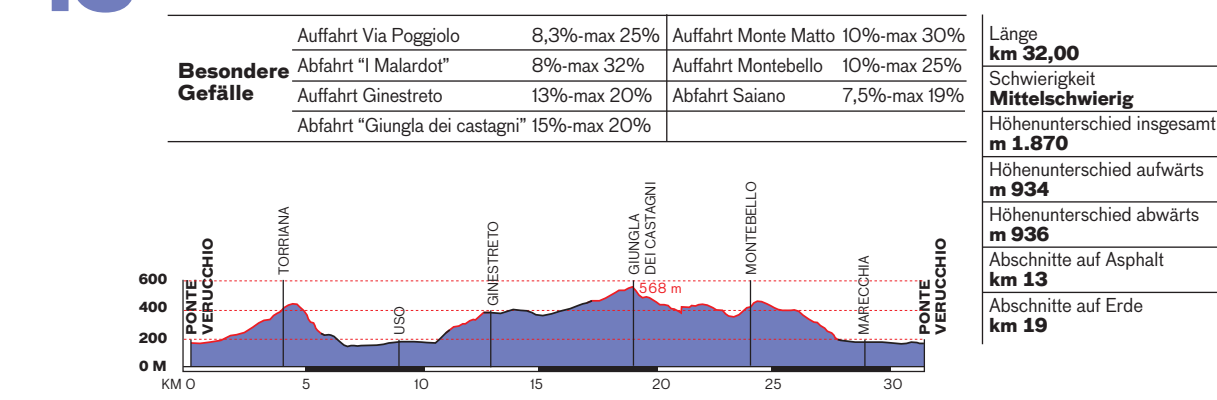 Besondere
Gefälle
Auffahrt Via Poggiolo 8,3%-max 25% Auffahrt Monte Matto 10%-max 30%
Abfahrt “I Malardot” 8%-max 32% Auffahrt Montebello 10%-max 25%
Auffahrt Ginestreto 13%-max 20% Abfahrt Saiano 7,5%-max 19%
Abfahrt “Giungla dei castagni” 15%-max 20%
Länge
km 32,00
Schwierigkeit
Mittelschwierig
Höhenunterschied insgesamt
m 1.870
Höhenunterschied aufwärts
m 934
Höhenunterschied abwärts
m 936
Abschnitte auf Asphalt
km 13
Abschnitte auf Erde
km 19
PONTE
VERUCCHIO
TORRIANA
USO
GINESTRETO
GIUNGLA
DEI CASTAGNI
MONTEBELLO
MARECCHIA
PONTE
VERUCCHIO
568 m
600
400
200
0 M
KM 0 5 10 15 20 25 30